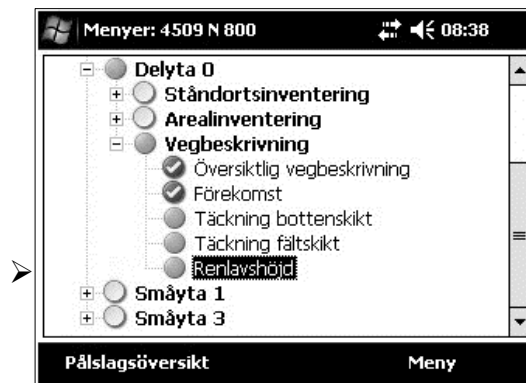 Menyer: 4509 N 800 08:38
Delyta 0
Ståndortsinventering
Arealinventering
Vegbeskrivning
Översiktlig vegbeskrivning
Förekomst
Täckning bottenskikt
Täckning fältskikt
Renlavshöjd
Småyta 1
Småyta 3
Pålslagsöversikt Meny